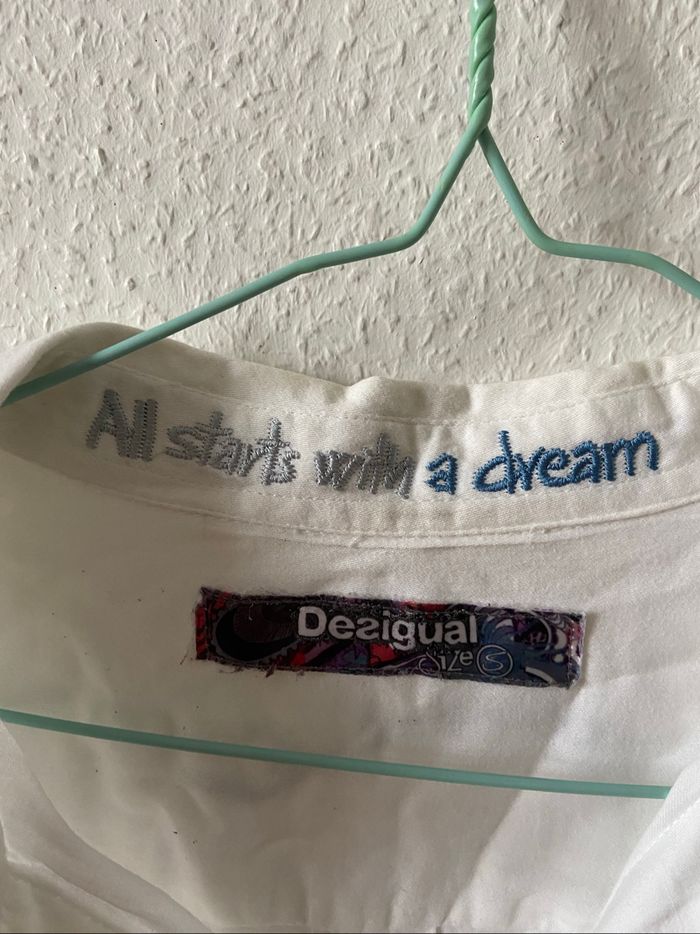 All starts with a dream
Desigual
Size S